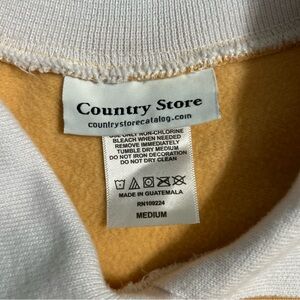 Country Store
countrystorecatalog.com
USE ONLY NON-CHLORINE
BLEACH WHEN NEEDED
REMOVE IMMEDIATELY
TUMBLE DRY MEDIUM
DO NOT IRON DECORATION
DO NOT DRY CLEAN
MADE IN GUATEMALA
RN109224
MEDIUM